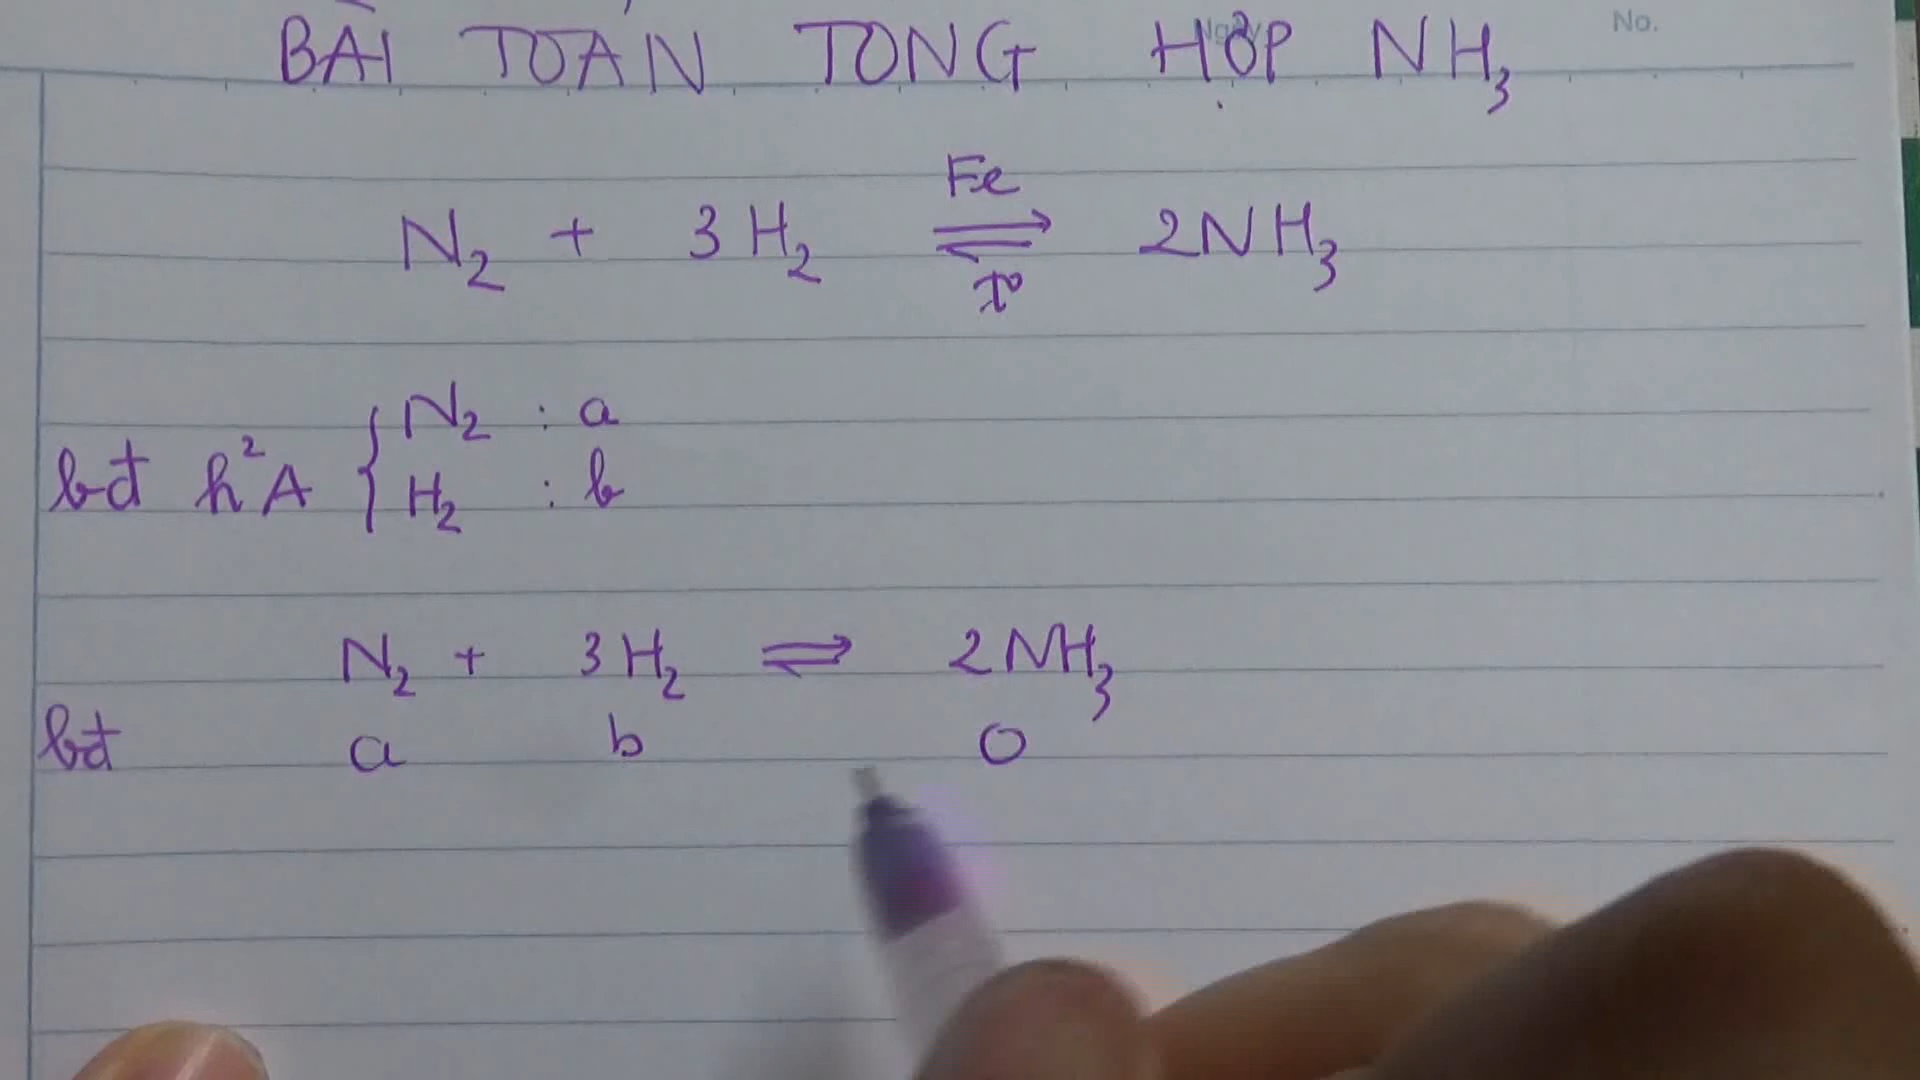 BÀI TOÁN TỔNG HỢP NH₃
No.
Fe
N₂ + 3H₂ ⇌ 2NH₃
t°
N₂ : a
bđ h²A { H₂ : b
N₂ + 3H₂ ⇌ 2NH₃
bđ a b 0